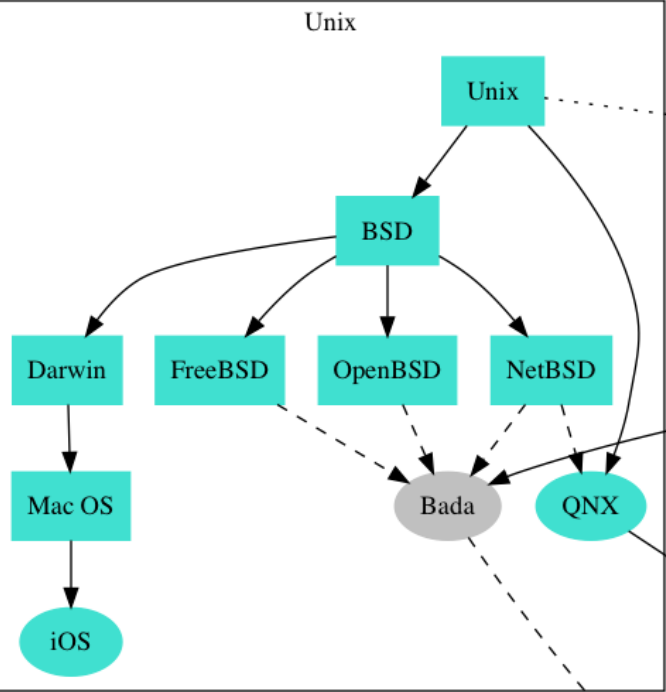 Unix
Unix
BSD
Darwin
FreeBSD
OpenBSD
NetBSD
Mac OS
Bada
QNX
iOS